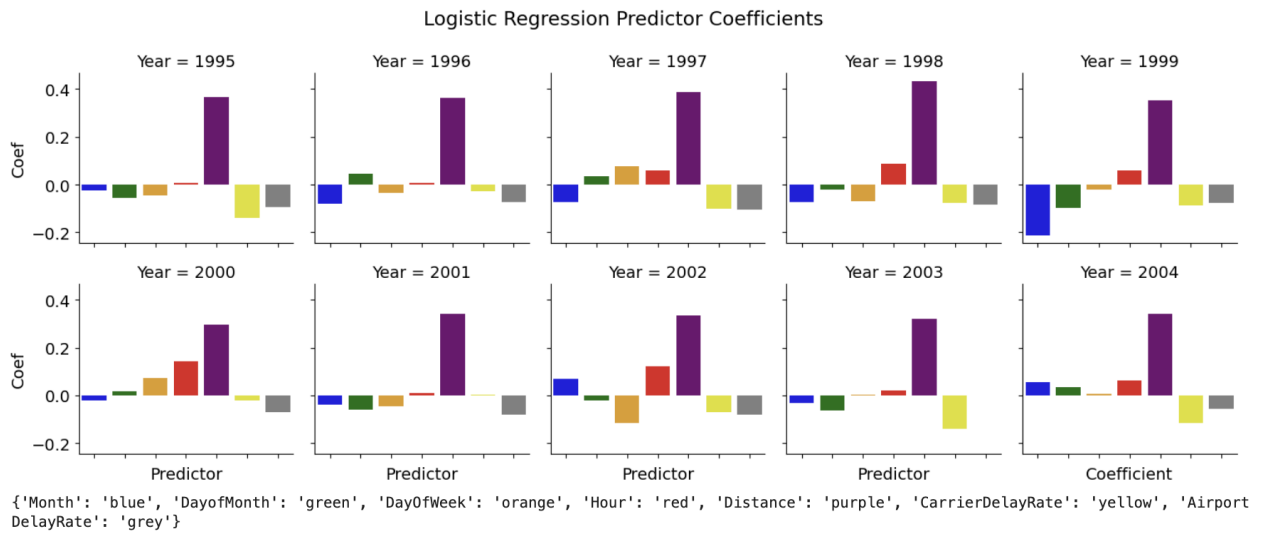 Logistic Regression Predictor Coefficients
Year = 1995 Year = 1996 Year = 1997 Year = 1998 Year = 1999
0.4
0.2
0.0
−0.2
Coef
Year = 2000 Year = 2001 Year = 2002 Year = 2003 Year = 2004
0.4
0.2
0.0
−0.2
Coef
Predictor Predictor Predictor Predictor Coefficient
{'Month': 'blue', 'DayofMonth': 'green', 'DayOfWeek': 'orange', 'Hour': 'red', 'Distance': 'purple', 'CarrierDelayRate': 'yellow', 'Airport
DelayRate': 'grey'}